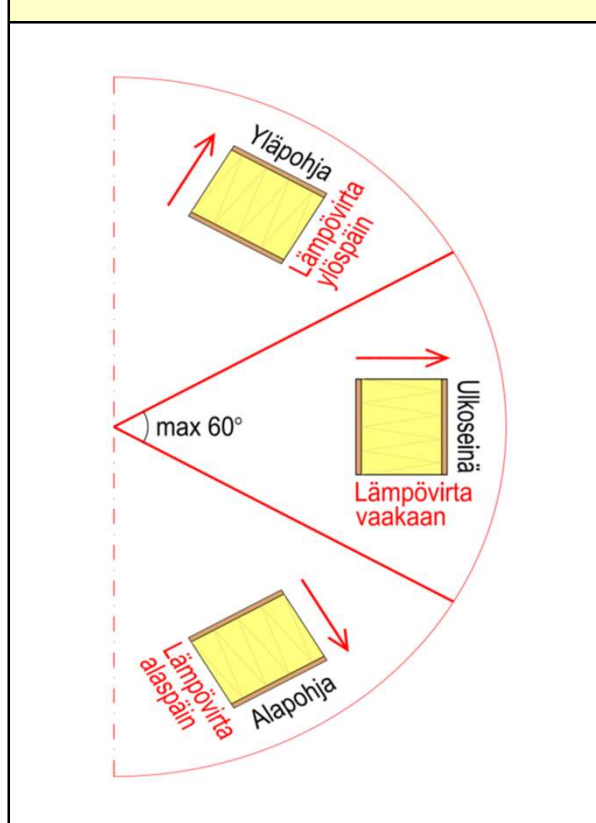 Yläpohja
Lämpövirta
ylöspäin
max 60°
Ulkoseinä
Lämpövirta
vaakaan
Lämpövirta
alaspäin
Alapohja